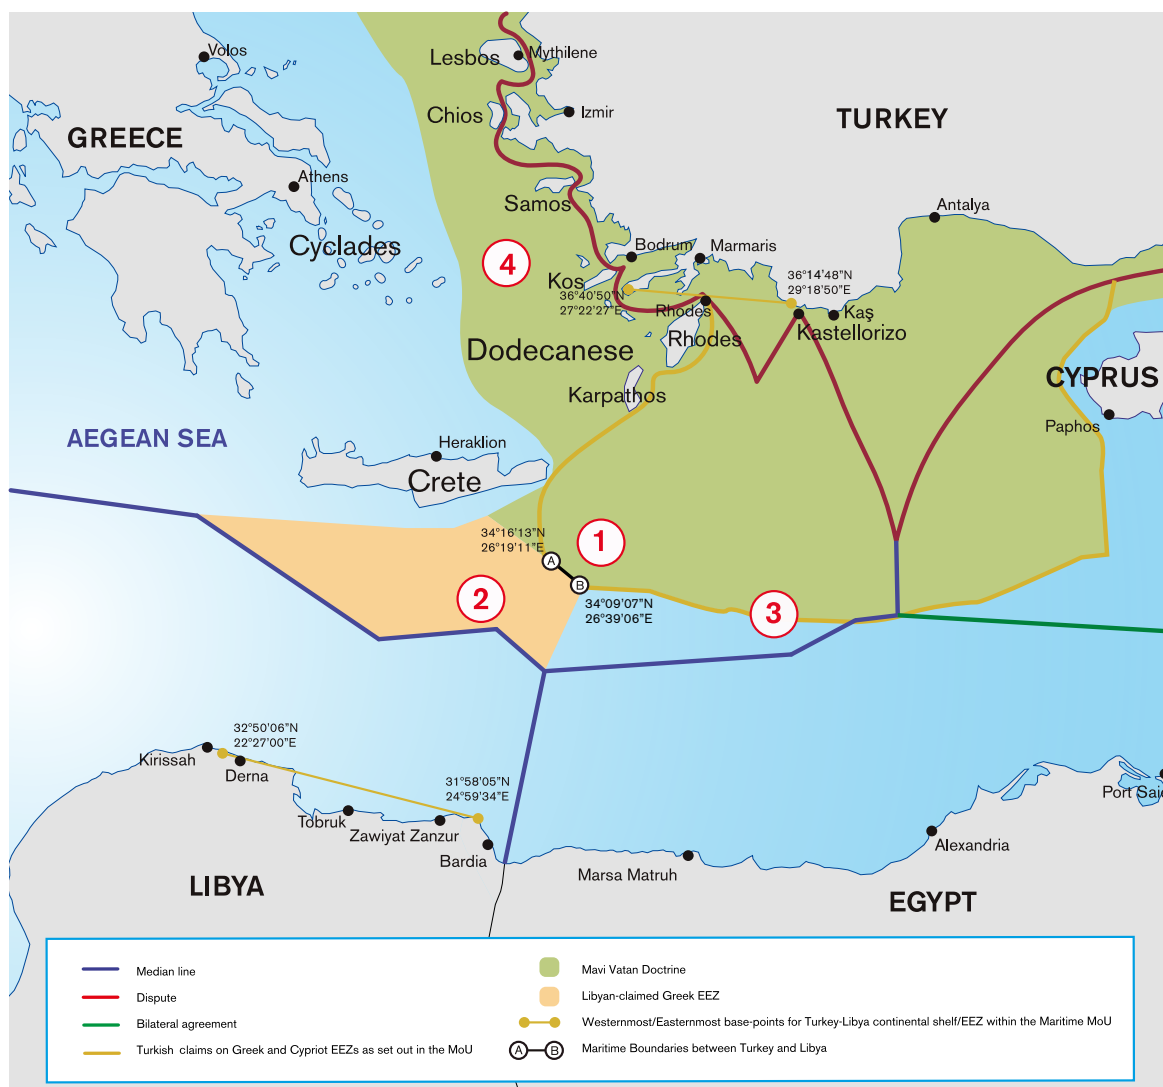 Volos
Lesbos
Mythilene
Chios
Izmir
GREECE
TURKEY
Athens
Samos
Antalya
Cyclades
4
Bodrum
Marmaris
Kos
36°40'50"N
27°22'27"E
36°14'48"N
29°18'50"E
Rhodes
Kaş
Kastellorizo
Dodecanese
Rhodes
CYPRUS
Karpathos
Paphos
AEGEAN SEA
Heraklion
Crete
34°16'13"N
26°19'11"E
1
A
B
2
34°09'07"N
26°39'06"E
3
32°50'06"N
22°27'00"E
Kirissah
Derna
31°58'05"N
24°59'34"E
Port Said
Tobruk
Zawiyat Zanzur
Bardia
Alexandria
Marsa Matruh
LIBYA
EGYPT
Median line
Dispute
Bilateral agreement
Turkish claims on Greek and Cypriot EEZs as set out in the MoU
Mavi Vatan Doctrine
Libyan-claimed Greek EEZ
Westernmost/Easternmost base-points for Turkey-Libya continental shelf/EEZ within the Maritime MoU
A B Maritime Boundaries between Turkey and Libya